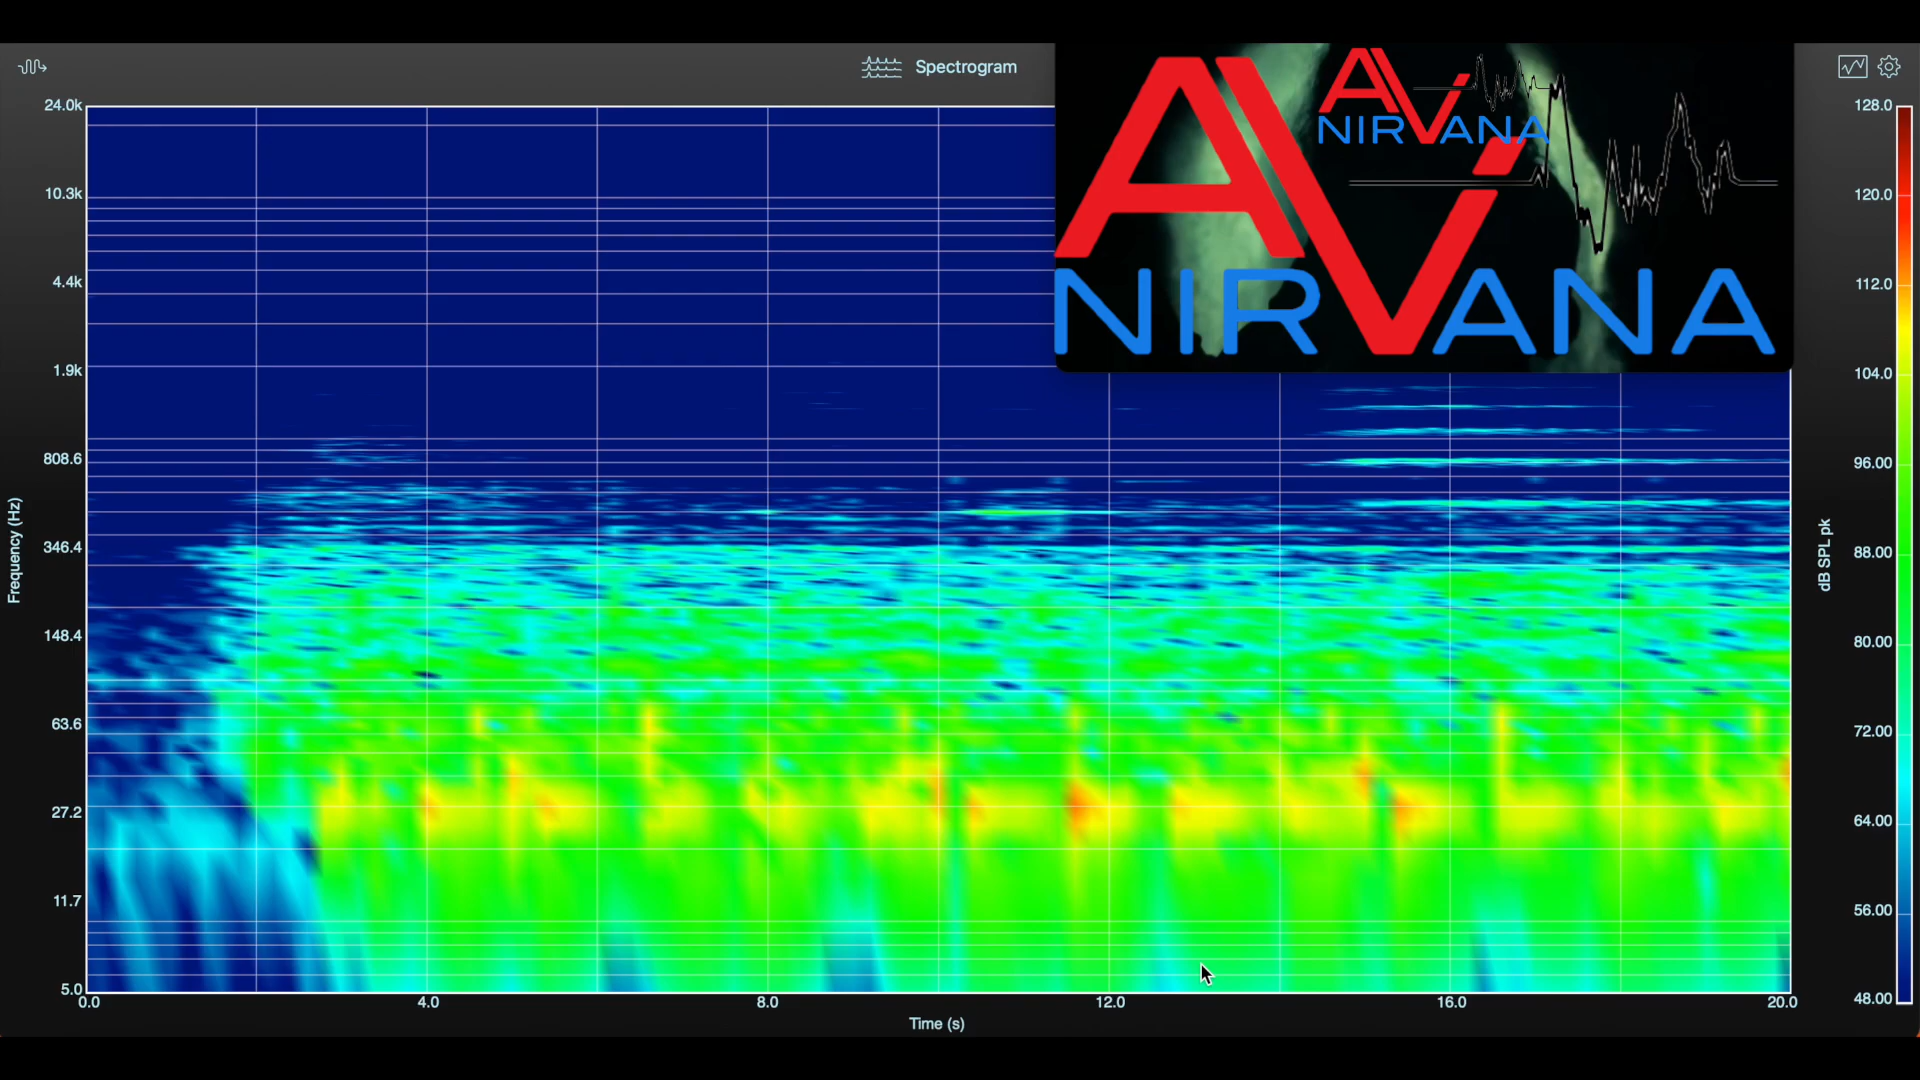 Spectrogram
AV
NIRVANA
AV
NIRVANA
24.0k
10.3k
4.4k
1.9k
808.6
346.4
148.4
63.6
27.2
11.7
5.0
Frequency (Hz)
0.0
4.0
8.0
12.0
16.0
20.0
Time (s)
128.0
120.0
112.0
104.0
96.00
88.00
80.00
72.00
64.00
56.00
48.00
dB SPL pk